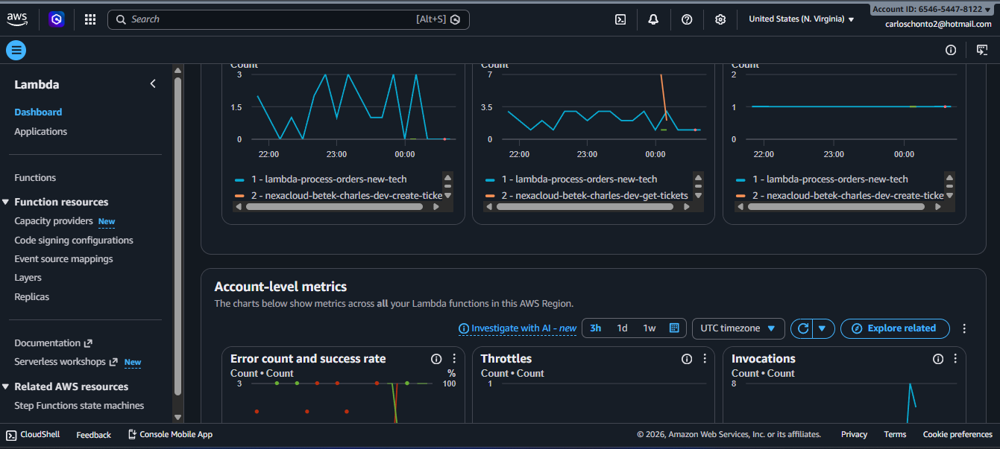 aws
Search [Alt+S]
United States (N. Virginia)
Account ID: 6546-5447-8122
carloschonto2@hotmail.com
Lambda
Dashboard
Applications
Functions
Function resources
Capacity providers New
Code signing configurations
Event source mappings
Layers
Replicas
Documentation
Serverless workshops New
Related AWS resources
Step Functions state machines
Count
3
1.5
0
22:00 23:00 00:00
1 - lambda-process-orders-new-tech
2 - nexacloud-betek-charles-dev-create-ticke
Count
7
3.5
0
22:00 23:00 00:00
1 - lambda-process-orders-new-tech
2 - nexacloud-betek-charles-dev-get-tickets
2
1
0
22:00 23:00 00:00
1 - lambda-process-orders-new-tech
2 - nexacloud-betek-charles-dev-create-ticke
Count
Account-level metrics
The charts below show metrics across all your Lambda functions in this AWS Region.
Investigate with AI - new 3h 1d 1w UTC timezone Explore related
Error count and success rate
Count • Count %
3 100
Throttles
Count • Count
1
Invocations
Count • Count
8
CloudShell Feedback Console Mobile App © 2026, Amazon Web Services, Inc. or its affiliates. Privacy Terms Cookie preferences